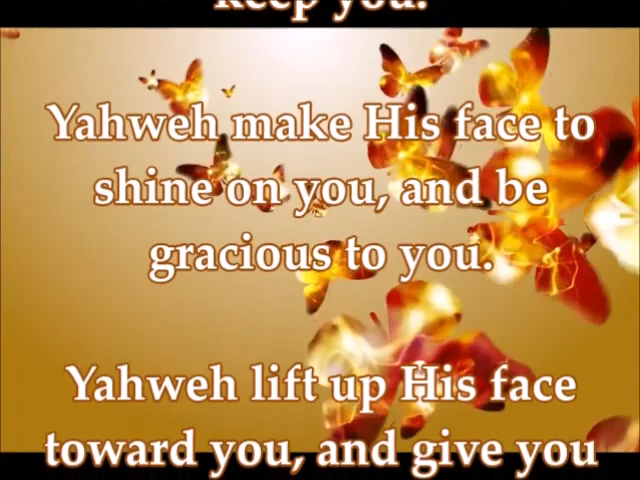 keep you.
Yahweh make His face to
shine on you, and be
gracious to you.
Yahweh lift up His face
toward you, and give you